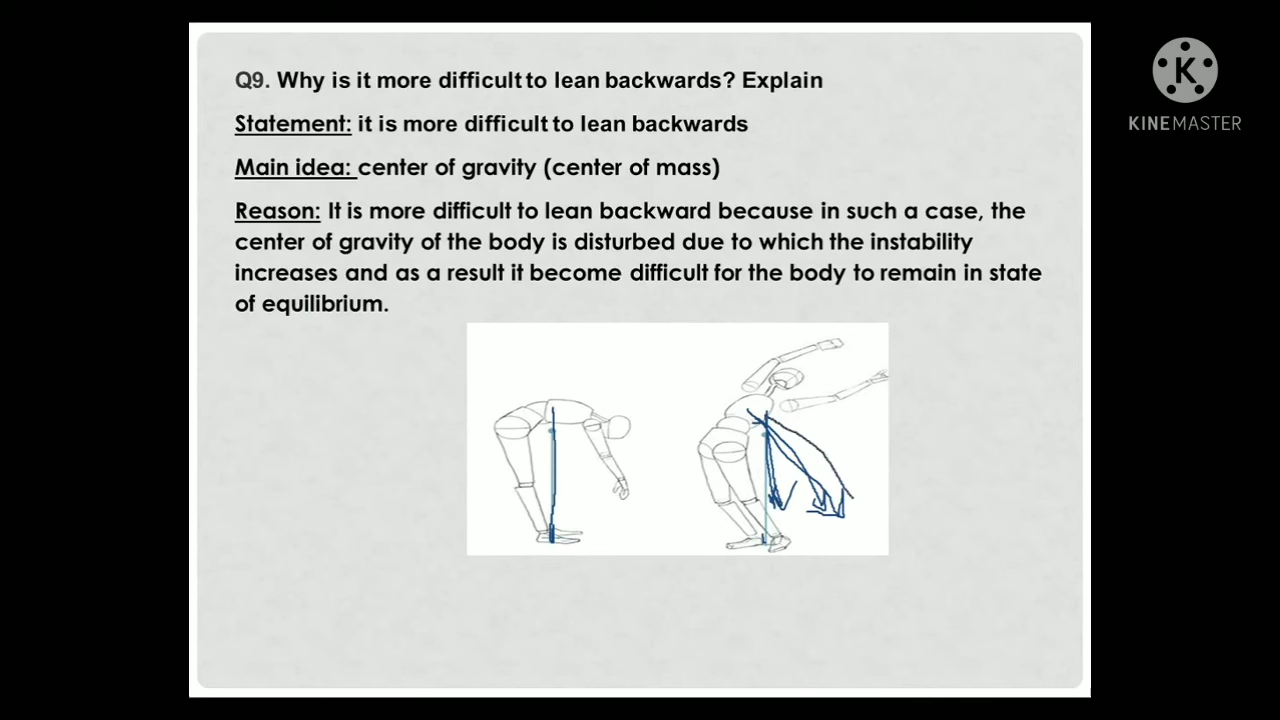 Q9. Why is it more difficult to lean backwards? Explain
Statement: it is more difficult to lean backwards
Main idea: center of gravity (center of mass)
Reason: It is more difficult to lean backward because in such a case, the
center of gravity of the body is disturbed due to which the instability
increases and as a result it become difficult for the body to remain in state
of equilibrium.
K
KINEMASTER